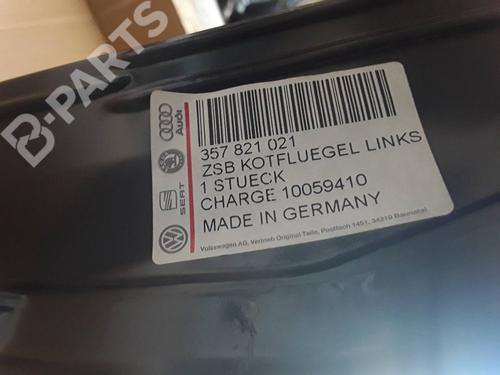 B-PARTS
Audi
SEAT
357 821 021
ZSB KOTFLUEGEL LINKS
1 STUECK
CHARGE 10059410
MADE IN GERMANY
Volkswagen AG, Vertrieb Original Teile, Postfach 1451, 34219 Baunatal